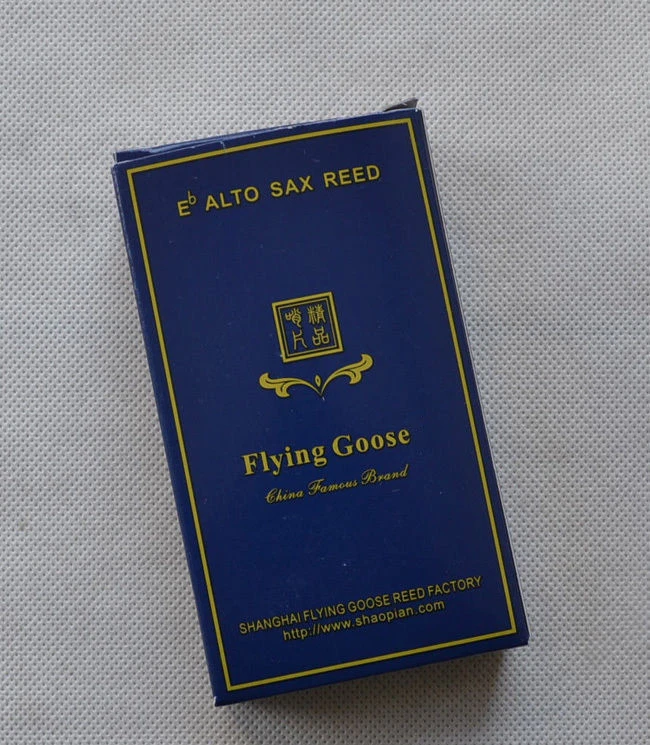 E♭ ALTO SAX REED
精品
哨片
Flying Goose
China Famous Brand
SHANGHAI FLYING GOOSE REED FACTORY
http://www.shaopian.com